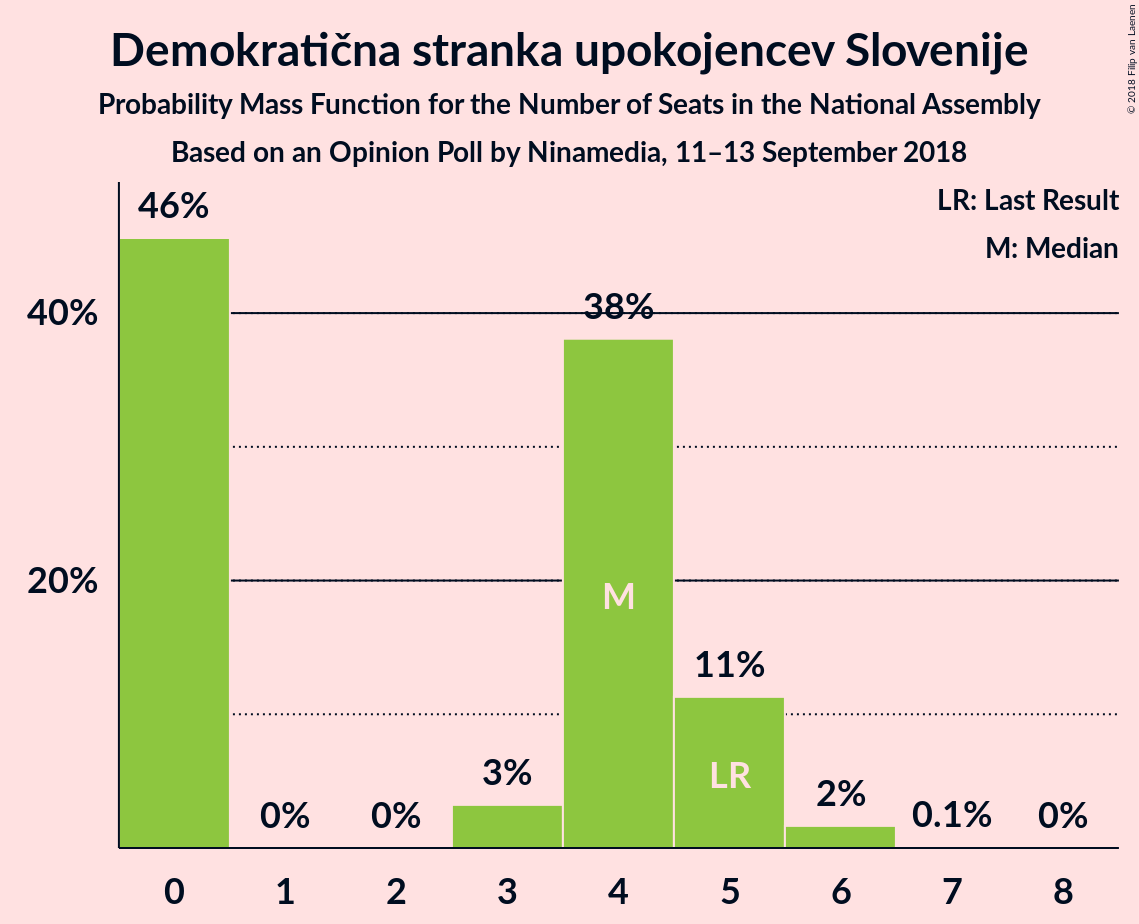 Demokratična stranka upokojencev Slovenije
Probability Mass Function for the Number of Seats in the National Assembly
Based on an Opinion Poll by Ninamedia, 11–13 September 2018
© 2018 Filip van Laenen
LR: Last Result
M: Median
46%
40%
38%
20%
M
11%
LR
3%
2%
0%
0%
0.1%
0%
0 1 2 3 4 5 6 7 8